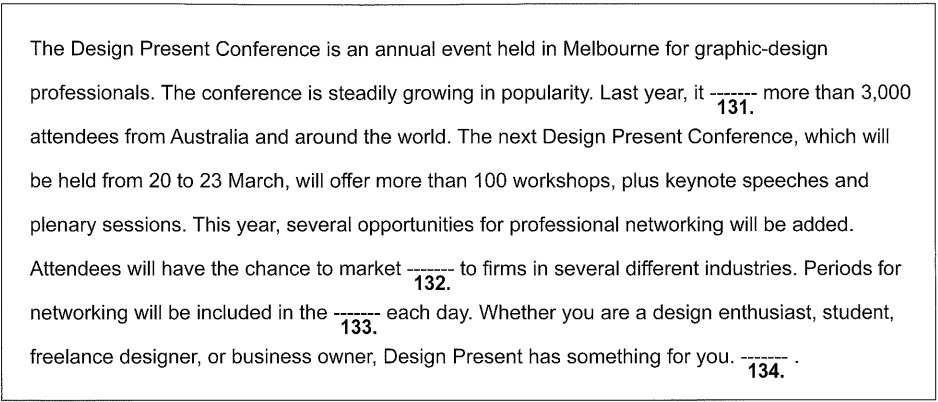 The Design Present Conference is an annual event held in Melbourne for graphic-design
professionals. The conference is steadily growing in popularity. Last year, it ------- more than 3,000
131.
attendees from Australia and around the world. The next Design Present Conference, which will
be held from 20 to 23 March, will offer more than 100 workshops, plus keynote speeches and
plenary sessions. This year, several opportunities for professional networking will be added.
Attendees will have the chance to market ------- to firms in several different industries. Periods for
132.
networking will be included in the ------- each day. Whether you are a design enthusiast, student,
133.
freelance designer, or business owner, Design Present has something for you. ------- .
134.